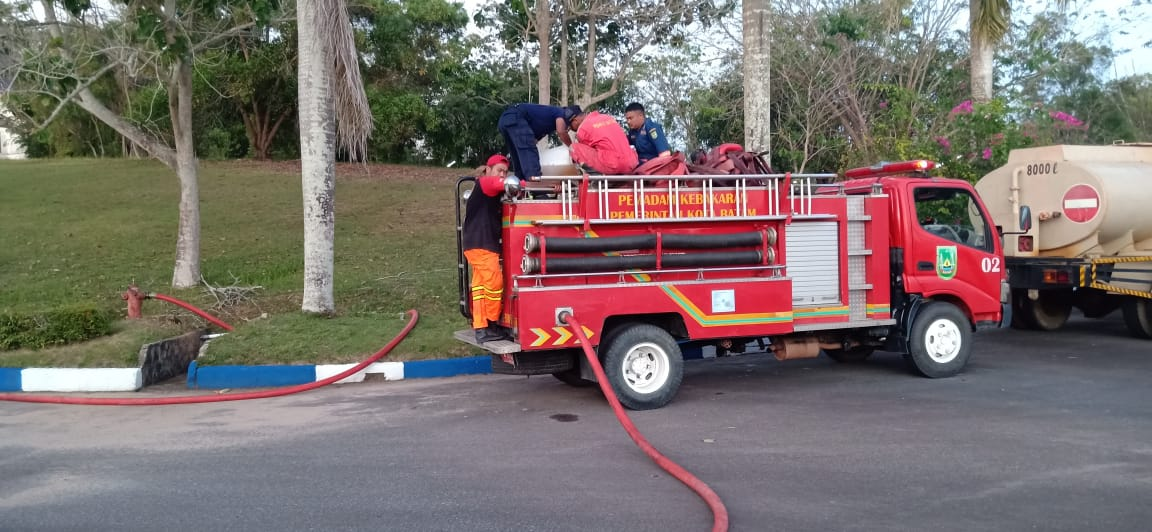 PEMADAM KEBAKARAN
PEMERINTAH KOTA BATAM
02
8000 ℓ